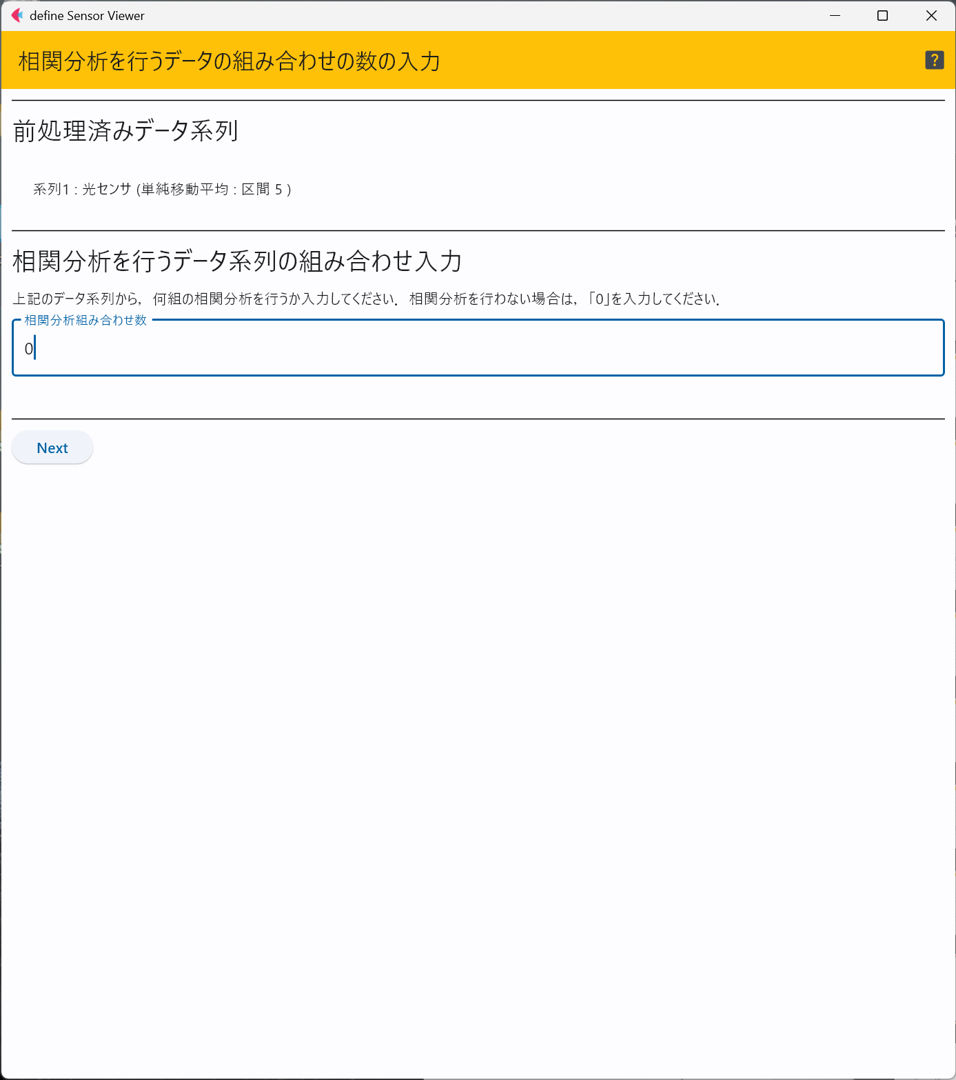 define Sensor Viewer
相関分析を行うデータの組み合わせの数の入力
?
前処理済みデータ系列
系列1 : 光センサ (単純移動平均 : 区間 5 )
相関分析を行うデータ系列の組み合わせ入力
上記のデータ系列から，何組の相関分析を行うか入力してください．相関分析を行わない場合は，「0」を入力してください．
相関分析組み合わせ数
0
Next